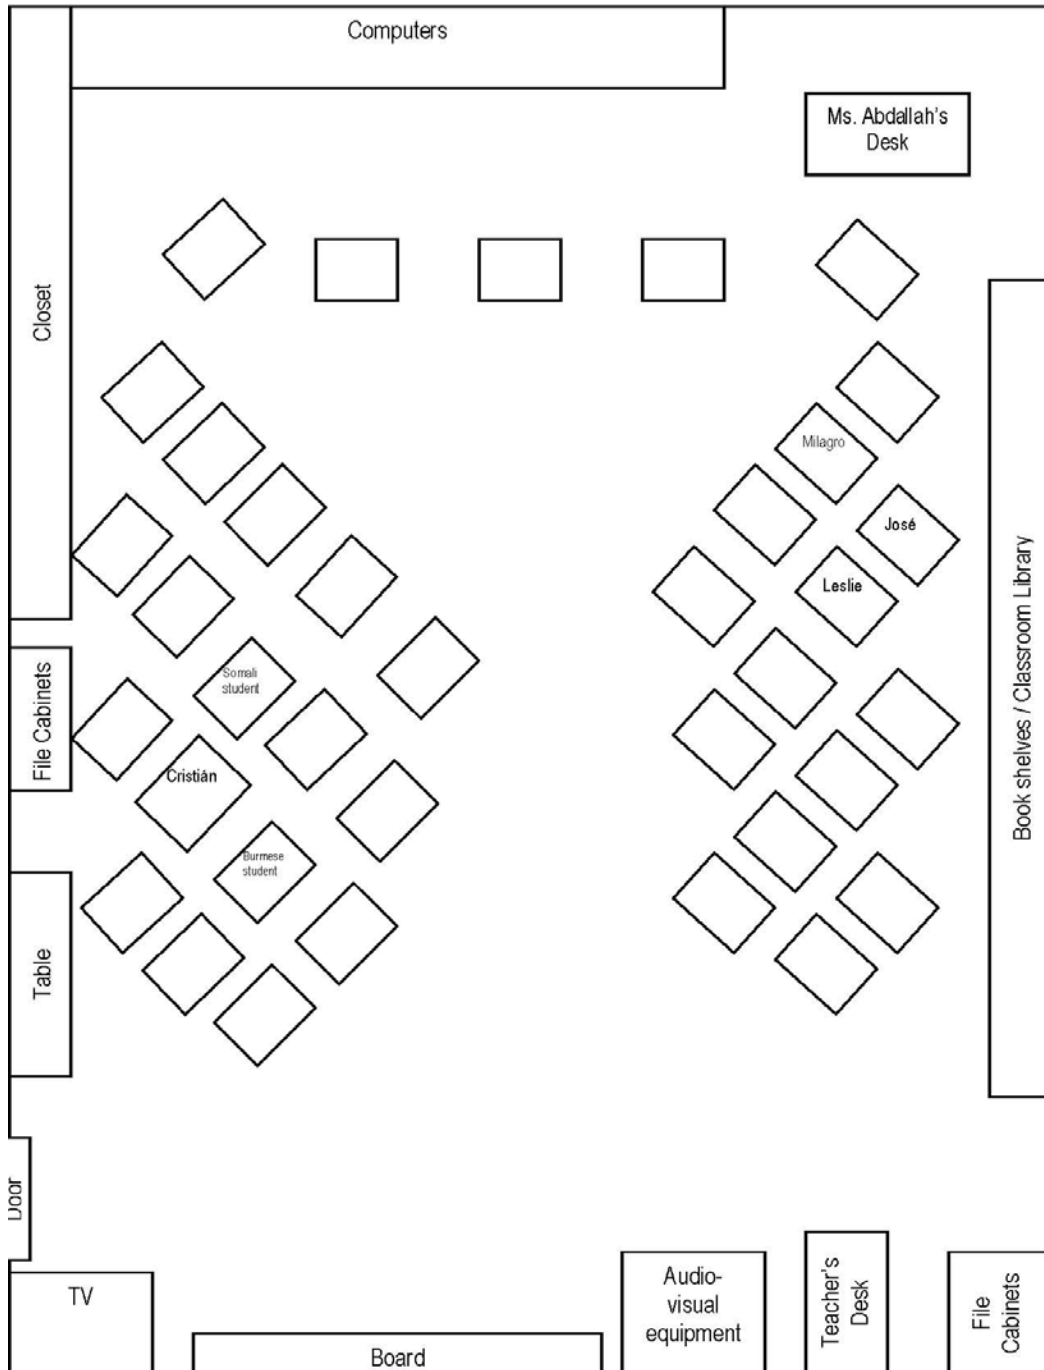 Computers
Ms. Abdallah's
Desk
Closet
Milagro
José
Leslie
Book shelves / Classroom Library
Somali
student
File Cabinets
Cristián
Burmese
student
Table
Door
TV
Board
Audio-
visual
equipment
Teacher's
Desk
File
Cabinets